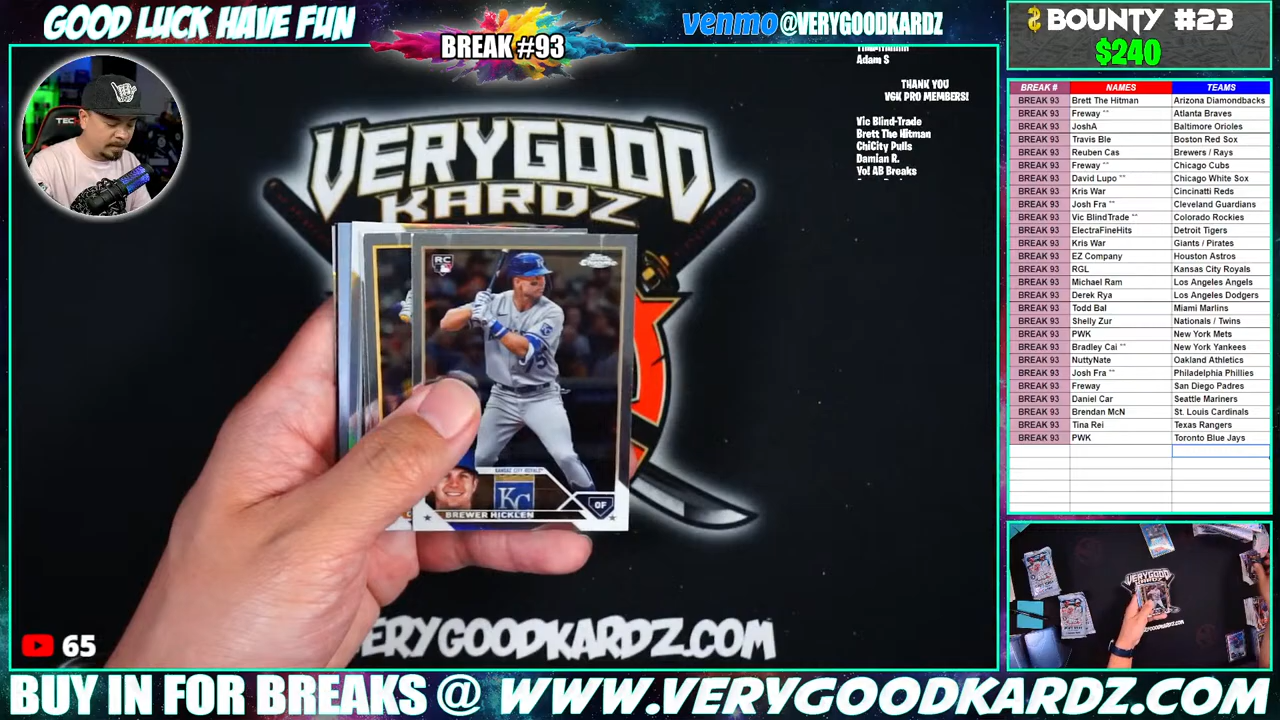 GOOD LUCK HAVE FUN
BREAK #93
venmo@VERYGOODKARDZ
BOUNTY #23
$240
Adam S
THANK YOU
VGK PRO MEMBERS!
Vic Blind-Trade
Brett The Hitman
ChiCity Pulls
Damian R.
Yo! AB Breaks
VERYGOOD
KARDZ
RC
KANSAS CITY ROYALS
KC
OF
BREWER HICKLEN
VERYGOODKARDZ.COM
65
BREAK # NAMES TEAMS
BREAK 93 Brett The Hitman Arizona Diamondbacks
BREAK 93 Freway ** Atlanta Braves
BREAK 93 JoshA Baltimore Orioles
BREAK 93 Travis Ble Boston Red Sox
BREAK 93 Reuben Cas Brewers / Rays
BREAK 93 Freway ** Chicago Cubs
BREAK 93 David Lupo ** Chicago White Sox
BREAK 93 Kris War Cincinatti Reds
BREAK 93 Josh Fra ** Cleveland Guardians
BREAK 93 Vic BlindTrade ** Colorado Rockies
BREAK 93 ElectraFineHits Detroit Tigers
BREAK 93 Kris War Giants / Pirates
BREAK 93 EZ Company Houston Astros
BREAK 93 RGL Kansas City Royals
BREAK 93 Michael Ram Los Angeles Angels
BREAK 93 Derek Rya Los Angeles Dodgers
BREAK 93 Todd Bal Miami Marlins
BREAK 93 Shelly Zur Nationals / Twins
BREAK 93 PWK New York Mets
BREAK 93 Bradley Cai ** New York Yankees
BREAK 93 NuttyNate Oakland Athletics
BREAK 93 Josh Fra ** Philadelphia Phillies
BREAK 93 Freway San Diego Padres
BREAK 93 Daniel Car Seattle Mariners
BREAK 93 Brendan McN St. Louis Cardinals
BREAK 93 Tina Rei Texas Rangers
BREAK 93 PWK Toronto Blue Jays
BUY IN FOR BREAKS @ WWW.VERYGOODKARDZ.COM